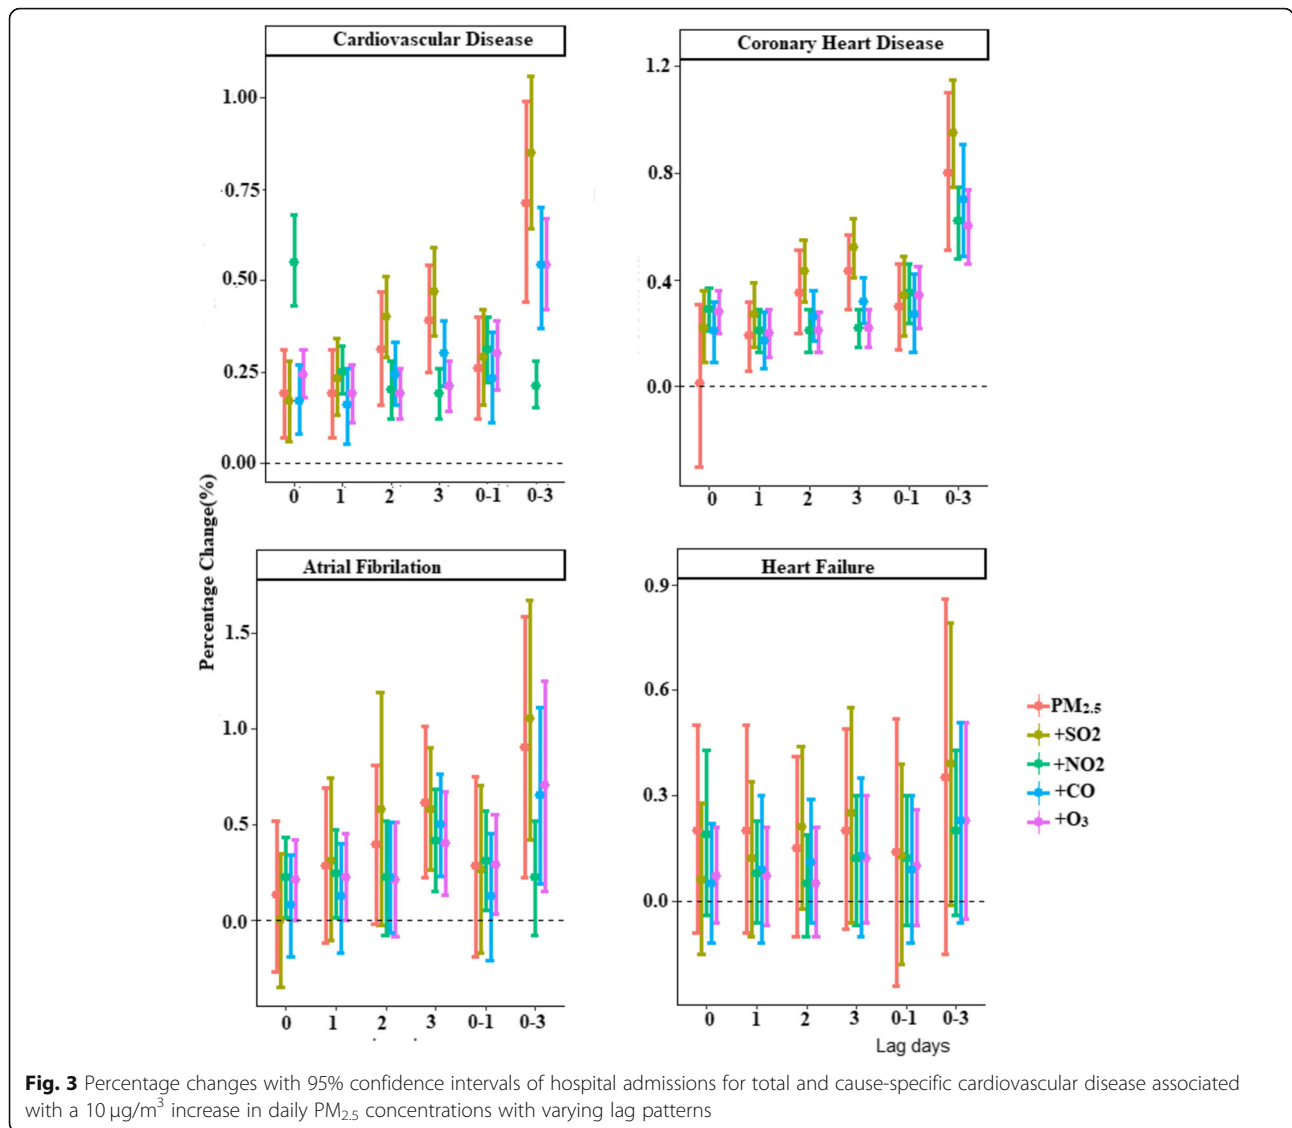 Cardiovascular Disease
1.00
0.75
0.50
0.25
0.00
0 1 2 3 0-1 0-3
Coronary Heart Disease
1.2
0.8
0.4
0.0
0 1 2 3 0-1 0-3
Percentage Change(%)
Atrial Fibrilation
1.5
1.0
0.5
0.0
0 1 2 3 0-1 0-3
Heart Failure
0.9
0.6
0.3
0.0
0 1 2 3 0-1 0-3
Lag days
PM2.5
+SO2
+NO2
+CO
+O3
Fig. 3 Percentage changes with 95% confidence intervals of hospital admissions for total and cause-specific cardiovascular disease associated
with a 10 μg/m³ increase in daily PM2.5 concentrations with varying lag patterns